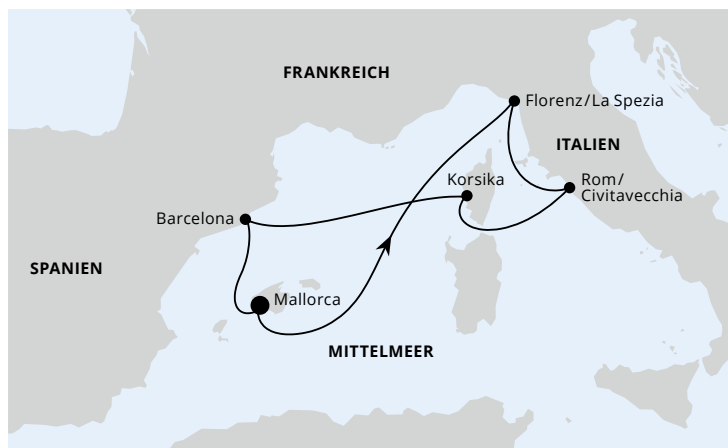 FRANKREICH
Florenz/La Spezia
ITALIEN
Korsika
Rom/
Civitavecchia
Barcelona
SPANIEN
Mallorca
MITTELMEER